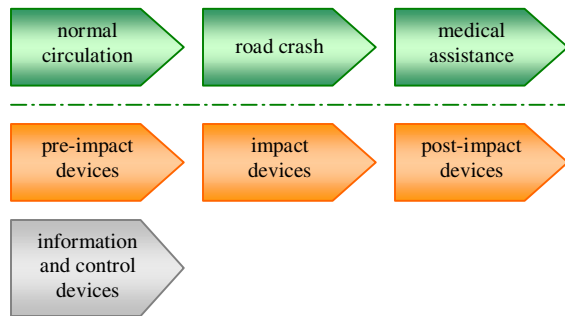 normal
circulation
road crash
medical
assistance
pre-impact
devices
impact
devices
post-impact
devices
information
and control
devices